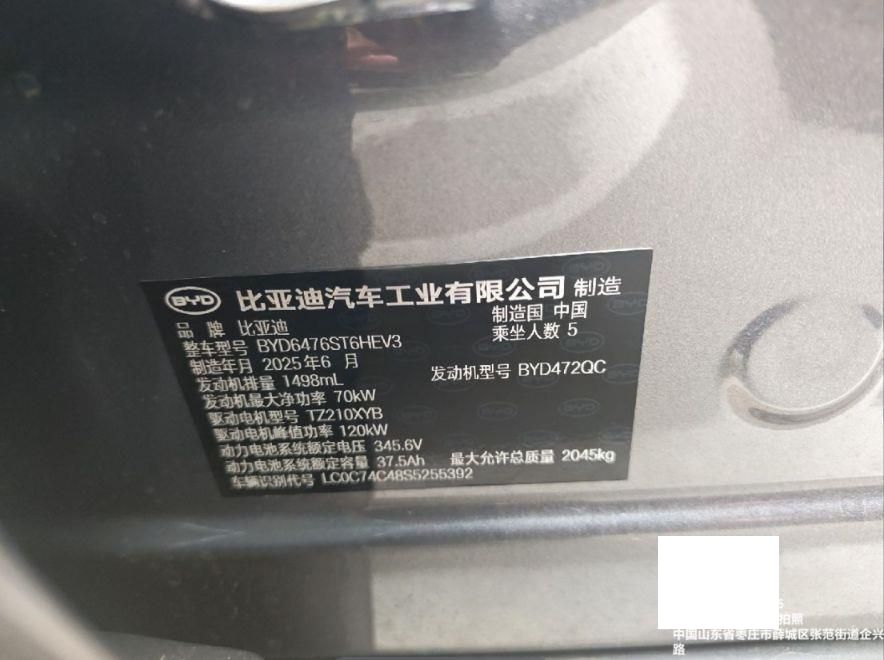 BYD 比亚迪汽车工业有限公司 制造
制造国 中国
品牌 比亚迪
乘坐人数 5
整车型号 BYD6476ST6HEV3
制造年月 2025年6月
发动机型号 BYD472QC
发动机排量 1498mL
发动机最大净功率 70kW
驱动电机型号 TZ210XYB
驱动电机峰值功率 120kW
动力电池系统额定电压 345.6V
动力电池系统额定容量 37.5Ah 最大允许总质量 2045kg
车辆识别代号 LC0C74C48S5255392
拍照
中国山东省枣庄市薛城区张范街道企兴
路